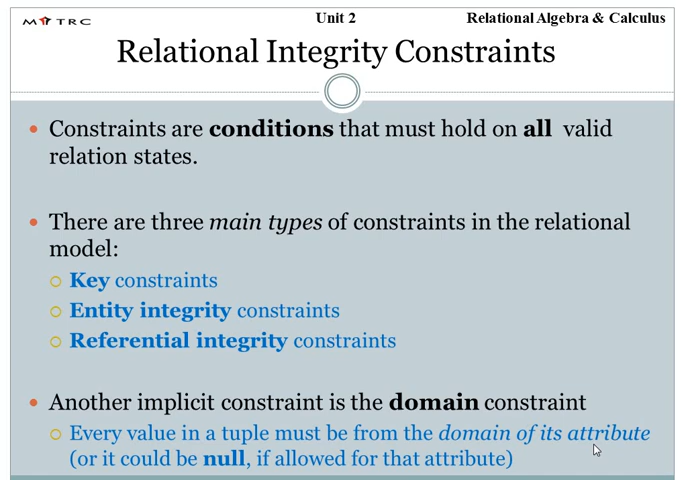 MYTRC
Unit 2
Relational Algebra & Calculus
Relational Integrity Constraints
Constraints are conditions that must hold on all valid
relation states.
There are three main types of constraints in the relational
model:
Key constraints
Entity integrity constraints
Referential integrity constraints
Another implicit constraint is the domain constraint
Every value in a tuple must be from the domain of its attribute
(or it could be null, if allowed for that attribute)